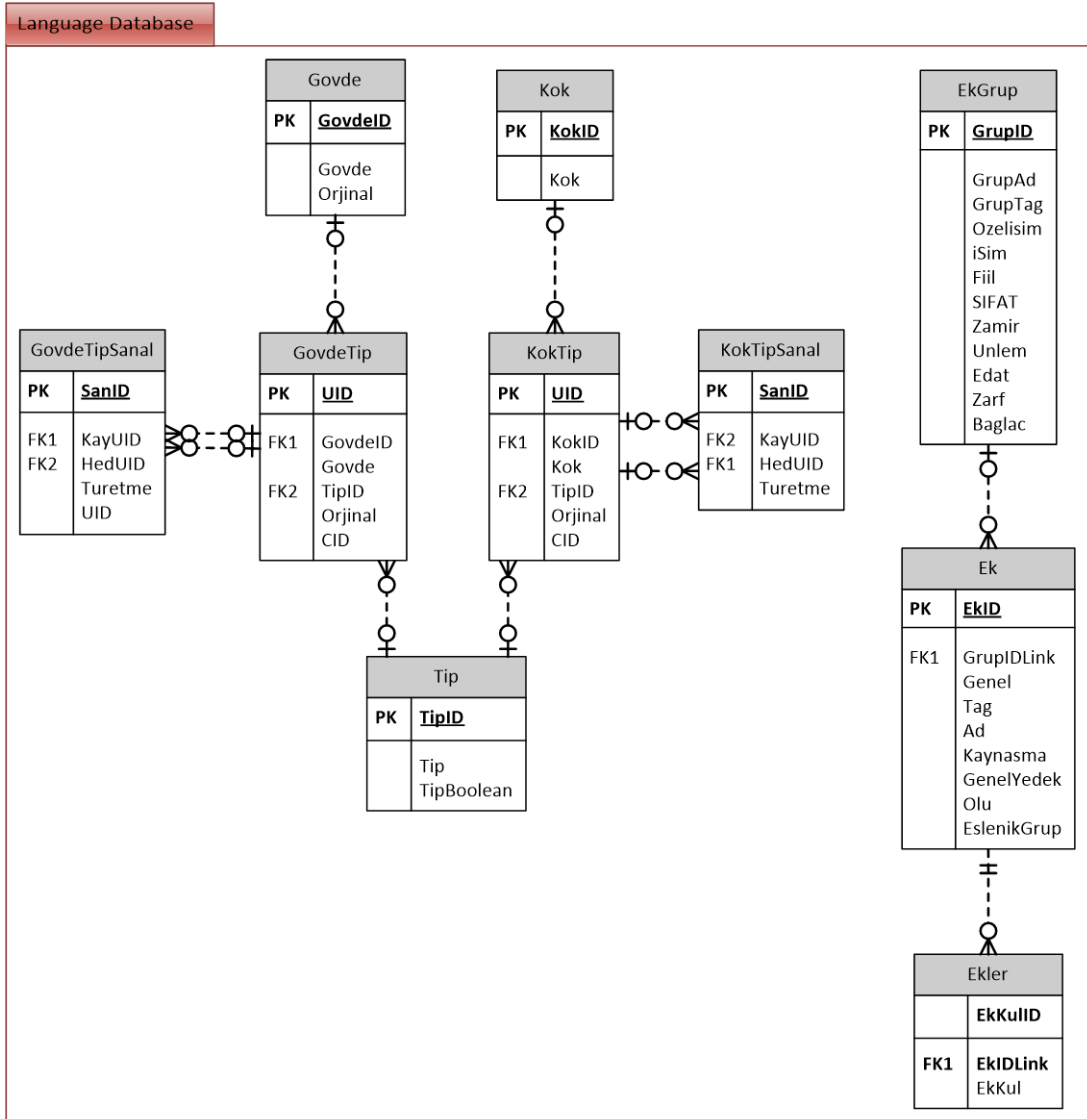 Language Database
Govde
PK GovdeID
Govde
Orjinal
Kok
PK KokID
Kok
EkGrup
PK GrupID
GrupAd
GrupTag
Ozelisim
iSim
Fiil
SIFAT
Zamir
Unlem
Edat
Zarf
Baglac
GovdeTipSanal
PK SanID
FK1 KayUID
FK2 HedUID
Turetme
UID
GovdeTip
PK UID
FK1 GovdeID
Govde
FK2 TipID
Orjinal
CID
KokTip
PK UID
FK1 KokID
Kok
FK2 TipID
Orjinal
CID
KokTipSanal
PK SanID
FK2 KayUID
FK1 HedUID
Turetme
Tip
PK TipID
Tip
TipBoolean
Ek
PK EkID
FK1 GrupIDLink
Genel
Tag
Ad
Kaynasma
GenelYedek
Olu
EslenikGrup
Ekler
EkKulID
FK1 EkIDLink
EkKul